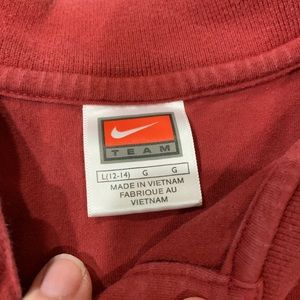 TEAM
L(12-14) G G
MADE IN VIETNAM
FABRIQUE AU
VIETNAM